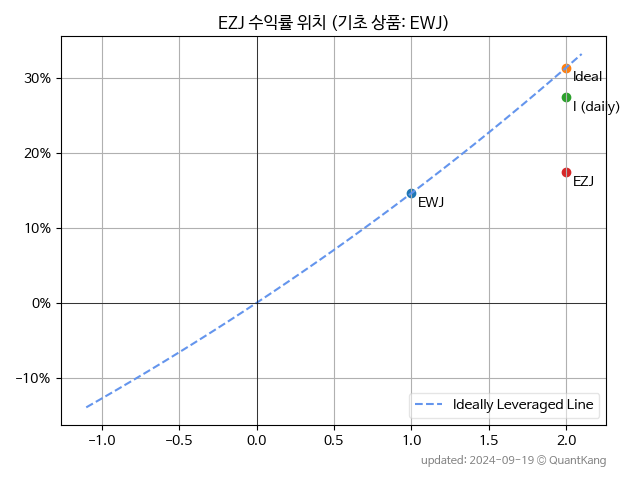 EZJ 수익률 위치 (기초 상품: EWJ)
30%
20%
10%
0%
−10%
Ideal
I (daily)
EZJ
EWJ
Ideally Leveraged Line
−1.0 −0.5 0.0 0.5 1.0 1.5 2.0
updated: 2024-09-19 © QuantKang